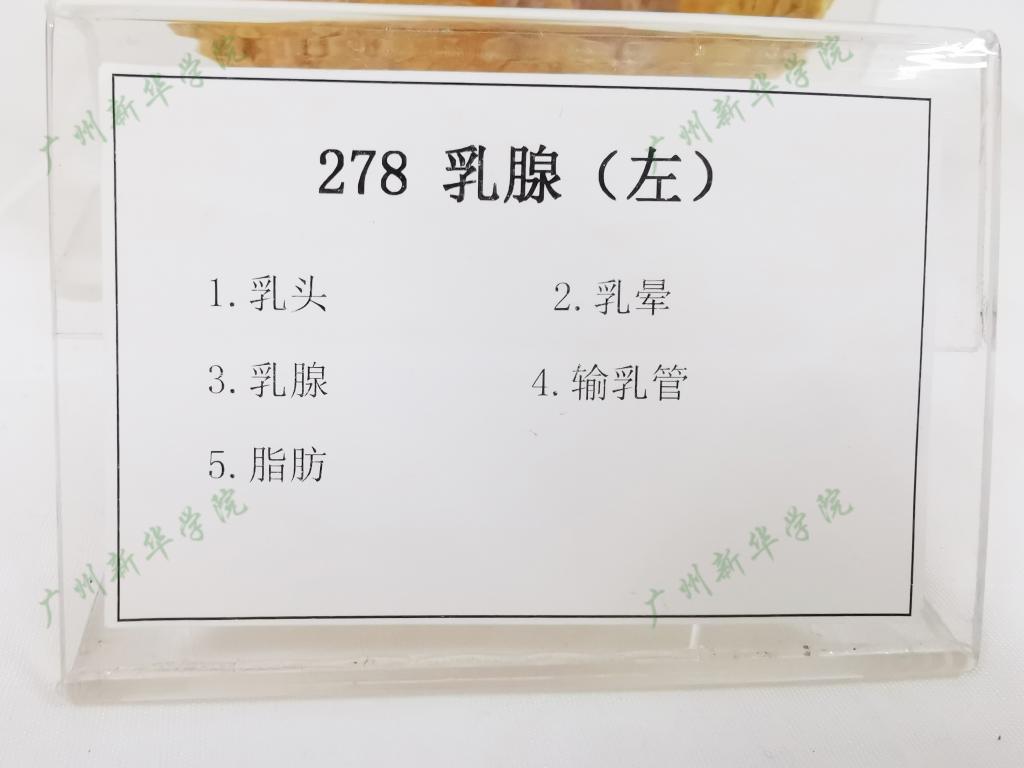 278 乳腺（左）
1.乳头 2.乳晕
3.乳腺 4.输乳管
5.脂肪
广州新华学院
广州新华学院
广州新华学院
广州新华学院